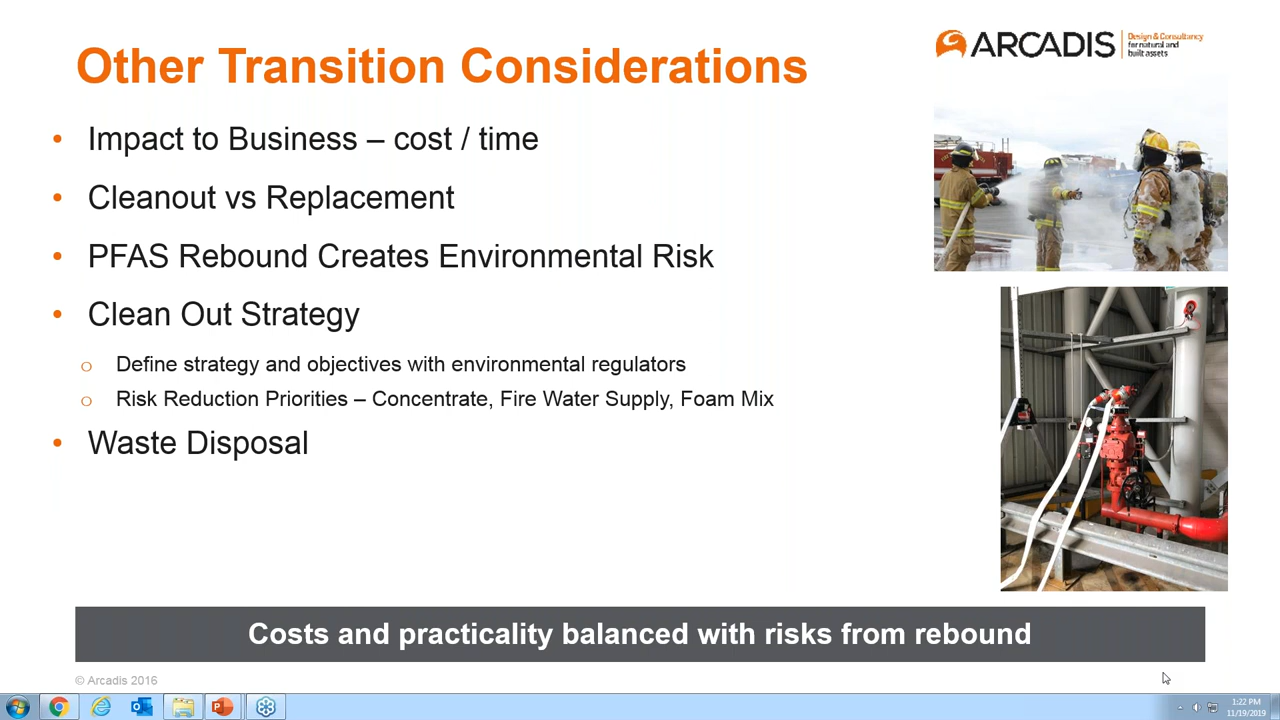 Other Transition Considerations
ARCADIS
Design & Consultancy
for natural and
built assets
• Impact to Business – cost / time
• Cleanout vs Replacement
• PFAS Rebound Creates Environmental Risk
• Clean Out Strategy
o Define strategy and objectives with environmental regulators
o Risk Reduction Priorities – Concentrate, Fire Water Supply, Foam Mix
• Waste Disposal
Costs and practicality balanced with risks from rebound
© Arcadis 2016
1:22 PM
11/19/2019